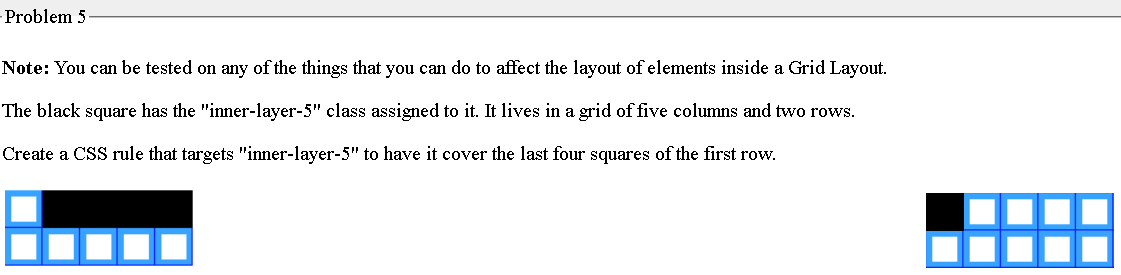 Problem 5
Note: You can be tested on any of the things that you can do to affect the layout of elements inside a Grid Layout.
The black square has the "inner-layer-5" class assigned to it. It lives in a grid of five columns and two rows.
Create a CSS rule that targets "inner-layer-5" to have it cover the last four squares of the first row.